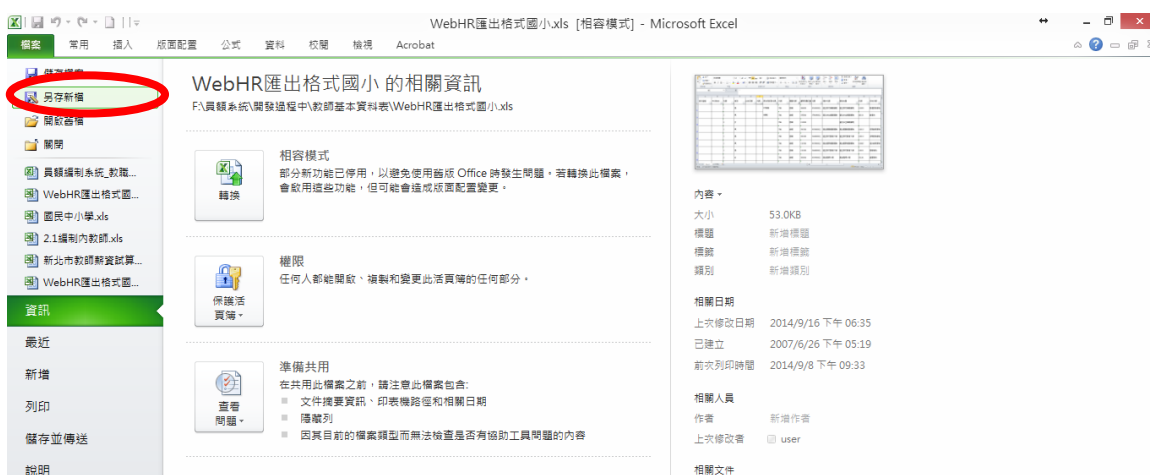 WebHR匯出格式國小.xls [相容模式] - Microsoft Excel
檔案 常用 插入 版面配置 公式 資料 校閱 檢視 Acrobat
儲存檔案
另存新檔
開啟舊檔
關閉
員額編制系統_教職...
WebHR匯出格式國...
國民中小學.xls
2.1編制內教師.xls
新北市教師薪資試算...
WebHR匯出格式國...
資訊
最近
新增
列印
儲存並傳送
說明
WebHR匯出格式國小 的相關資訊
F:\員額系統\開發過程中\教師基本資料表\WebHR匯出格式國小.xls
轉換
相容模式
部分新功能已停用，以避免使用舊版 Office 時發生問題。若轉換此檔案，
會啟用這些功能，但可能會造成版面配置變更。
保護活
頁簿
權限
任何人都能開啟、複製和變更此活頁簿的任何部分。
查看
問題
準備共用
在共用此檔案之前，請注意此檔案包含:
文件摘要資訊、印表機路徑和相關日期
隱藏列
因其目前的檔案類型而無法檢查是否有協助工具問題的內容
內容
大小 53.0KB
標題 新增標題
標籤 新增標籤
類別 新增類別
相關日期
上次修改日期 2014/9/16 下午 06:35
已建立 2007/6/26 下午 05:19
前次列印時間 2014/9/8 下午 09:33
相關人員
作者 新增作者
上次修改者 user
相關文件